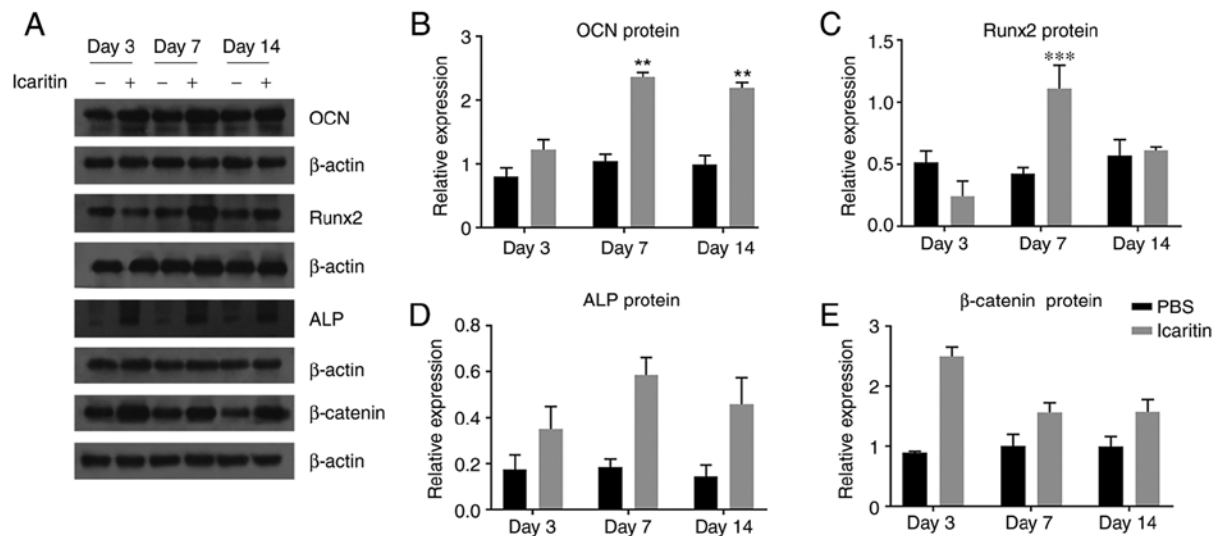 A
Day 3 Day 7 Day 14
Icaritin − + − + − +
OCN
β-actin
Runx2
β-actin
ALP
β-actin
β-catenin
β-actin
B
OCN protein
Relative expression
3
2
1
0
**
**
Day 3 Day 7 Day 14
C
Runx2 protein
Relative expression
1.5
1.0
0.5
0.0
***
Day 3 Day 7 Day 14
D
ALP protein
Relative expression
0.8
0.6
0.4
0.2
0.0
Day 3 Day 7 Day 14
E
β-catenin protein
Relative expression
3
2
1
0
PBS
Icaritin
Day 3 Day 7 Day 14